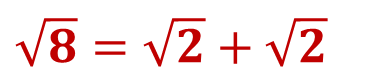 √8 = √2 + √2